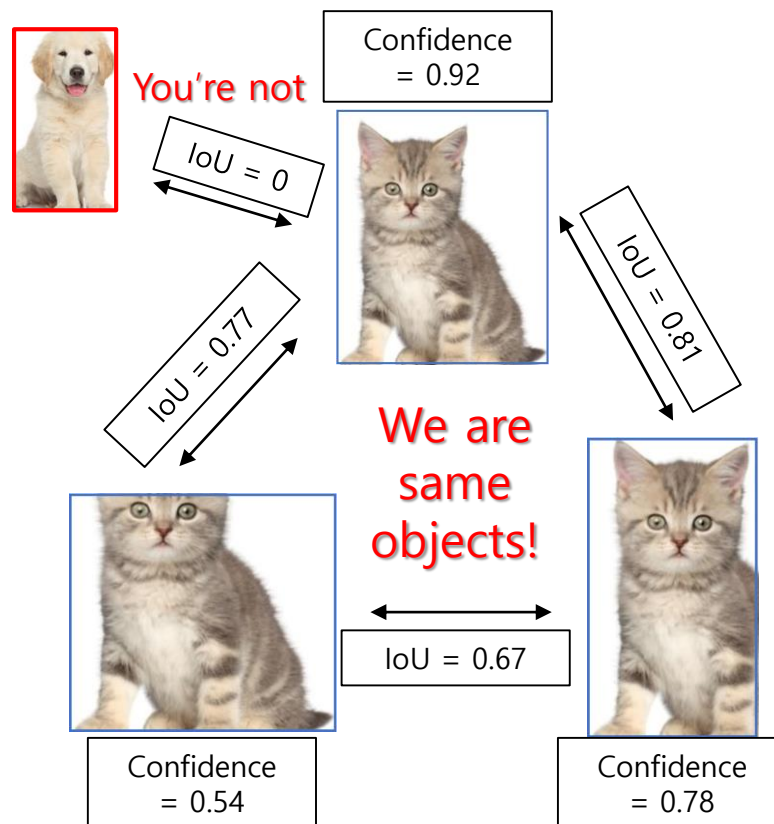 You're not
Confidence
= 0.92
IoU = 0
IoU = 0.77
IoU = 0.81
We are
same
objects!
IoU = 0.67
Confidence
= 0.54
Confidence
= 0.78